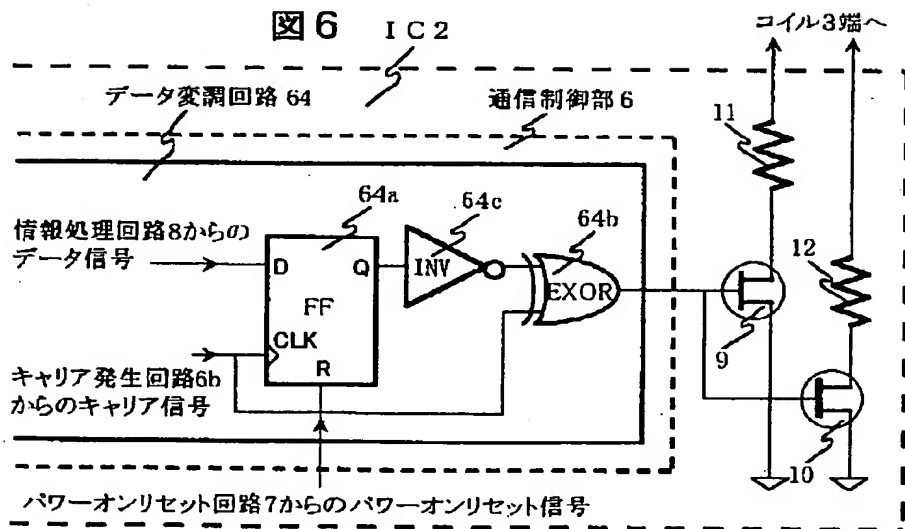 図6
IC2
コイル3端へ
データ変調回路64
通信制御部6
11
64a
64c
64b
情報処理回路8からの
データ信号
D
Q
INV
EXOR
12
FF
CLK
9
キャリア発生回路6b
からのキャリア信号
R
10
パワーオンリセット回路7からのパワーオンリセット信号